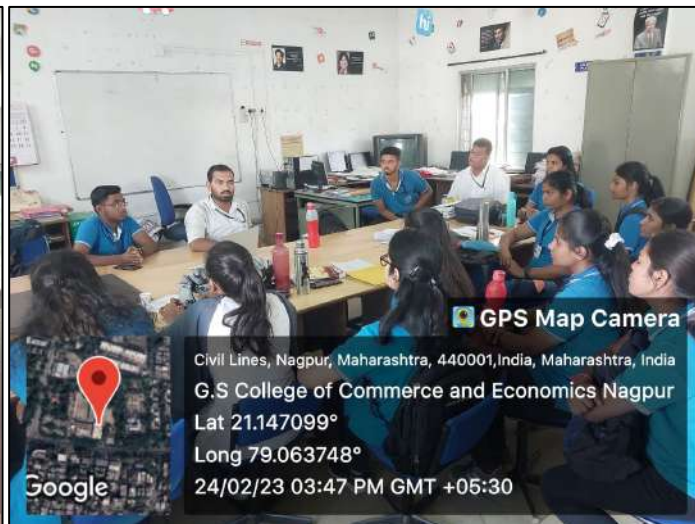 hi
GPS Map Camera
Civil Lines, Nagpur, Maharashtra, 440001,India, Maharashtra, India
G.S College of Commerce and Economics Nagpur
Lat 21.147099°
Long 79.063748°
24/02/23 03:47 PM GMT +05:30
Google